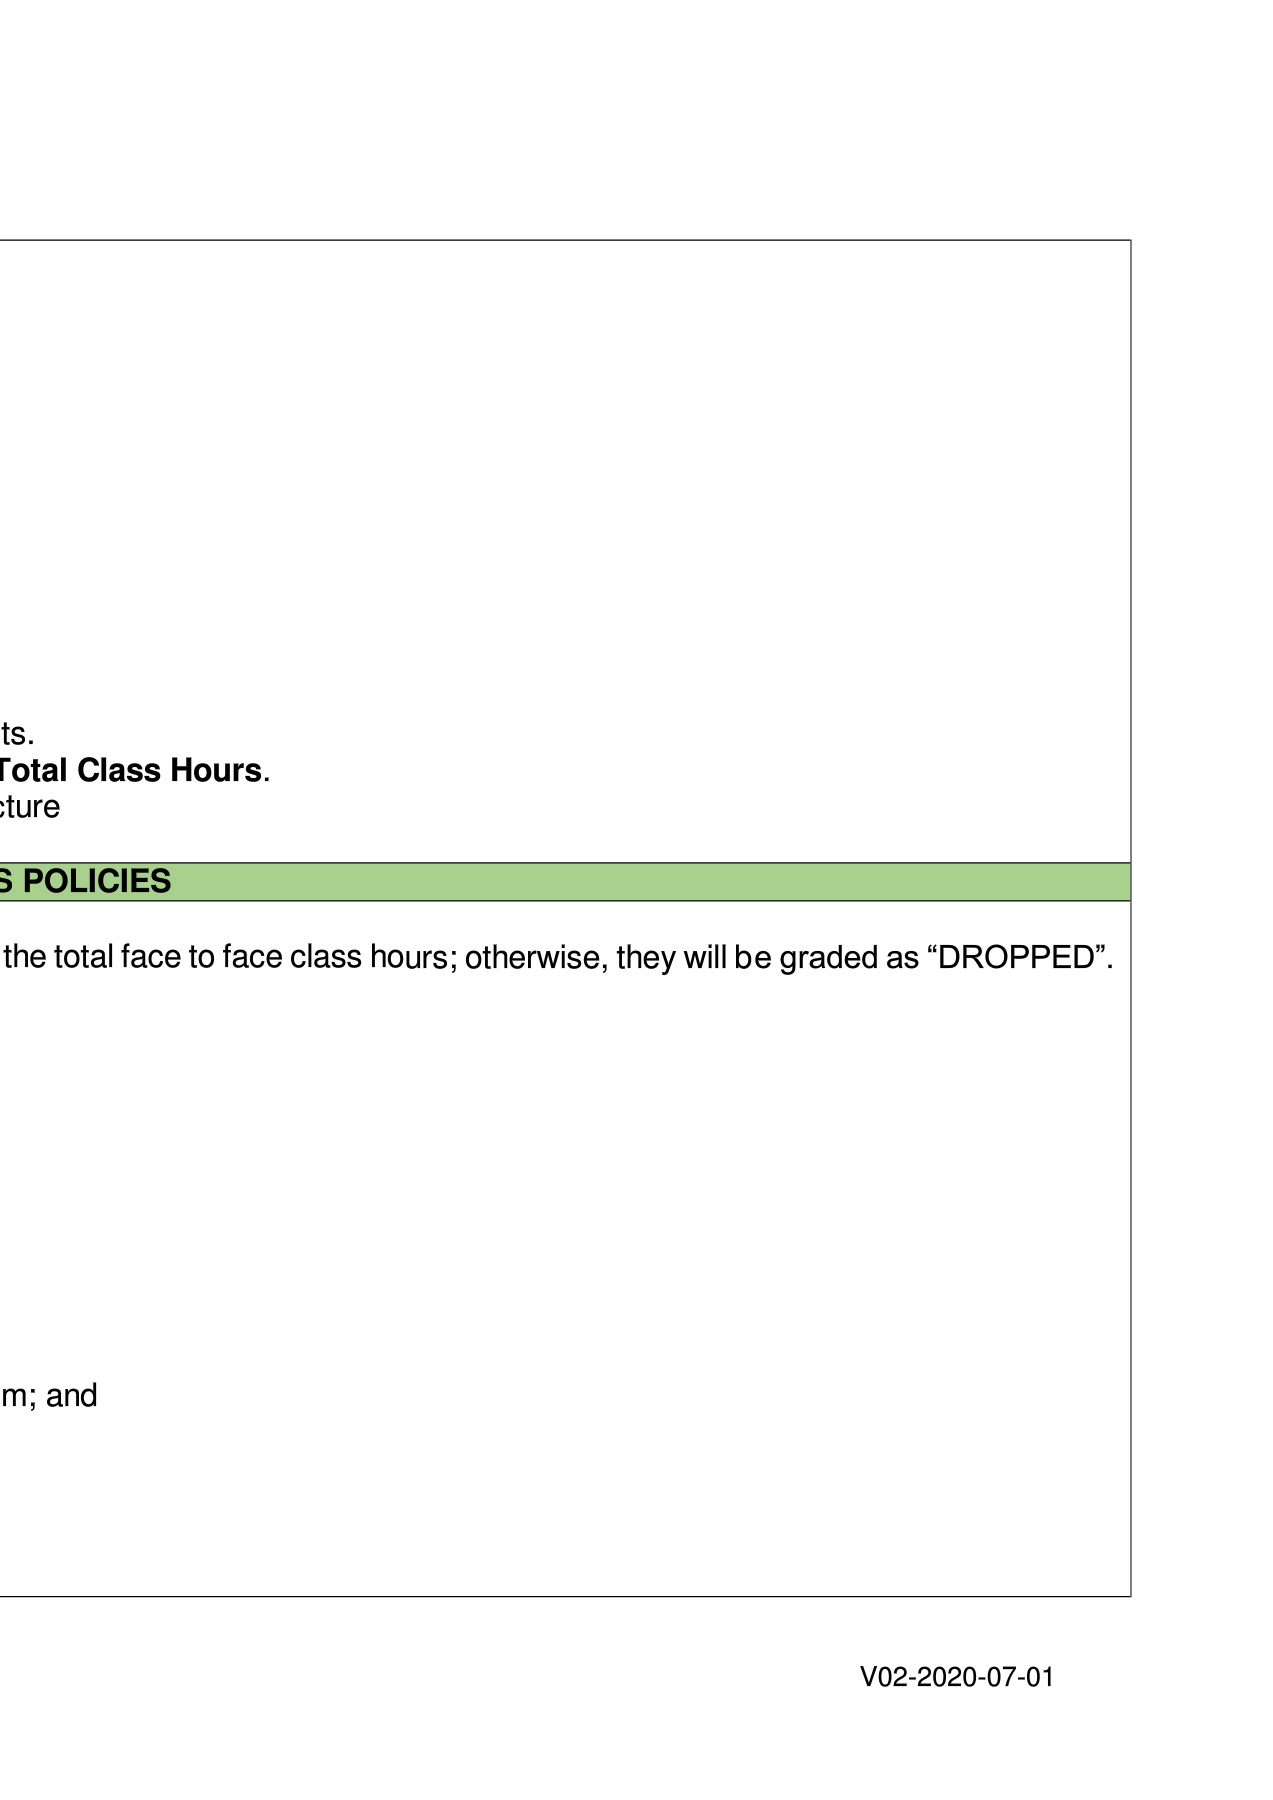 ts.
Total Class Hours.
cture
S POLICIES
the total face to face class hours; otherwise, they will be graded as “DROPPED”.
m; and
V02-2020-07-01